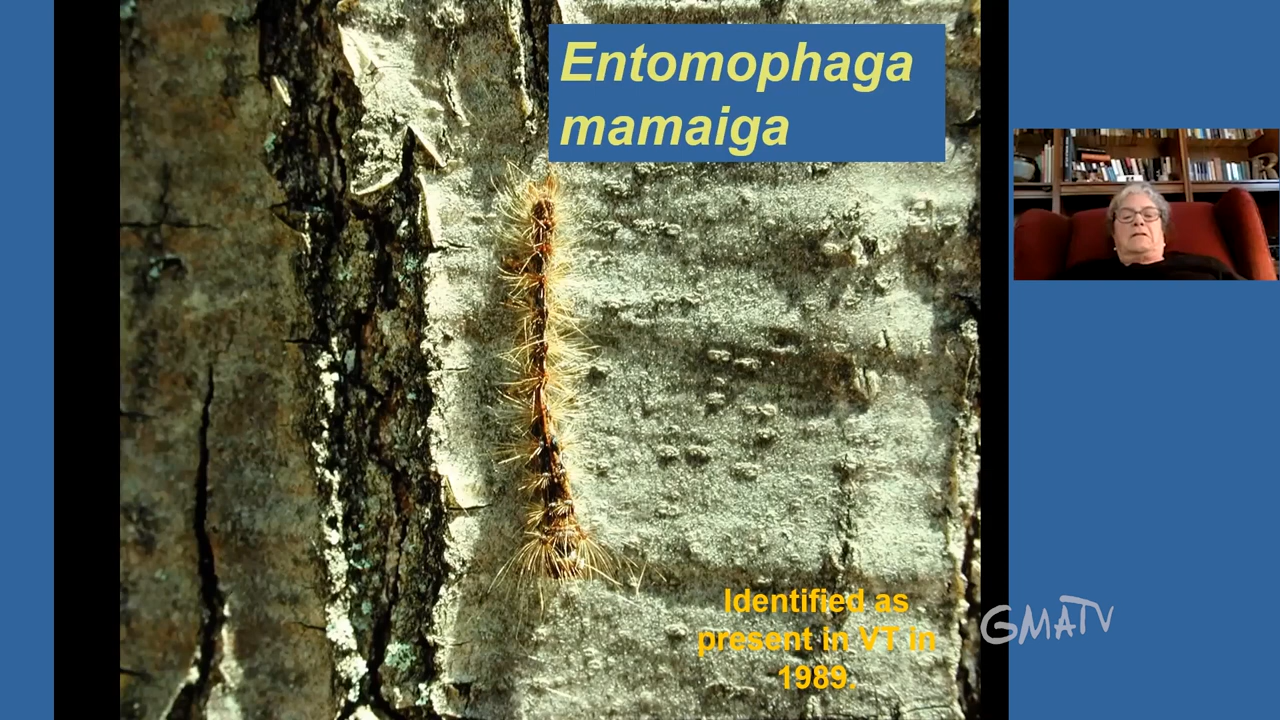 Entomophaga
mamaiga
Identified as
present in VT in
1989.
GMATV